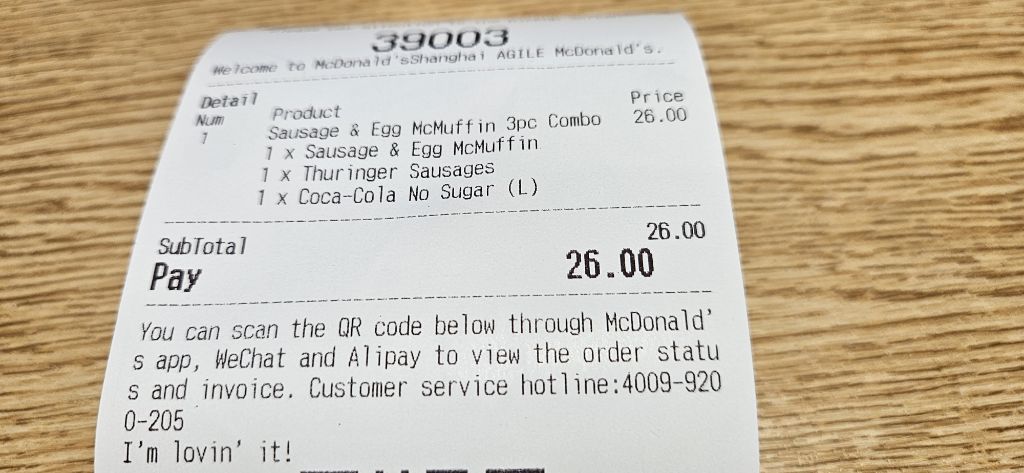 39003
Welcome to McDonald'sShanghai AGILE McDonald's.
Detail
Num Product Price
1 Sausage & Egg McMuffin 3pc Combo 26.00
1 x Sausage & Egg McMuffin
1 x Thuringer Sausages
1 x Coca-Cola No Sugar (L)
SubTotal 26.00
Pay 26.00
You can scan the QR code below through McDonald'
s app, WeChat and Alipay to view the order statu
s and invoice. Customer service hotline:4009-920
0-205
I'm lovin' it!